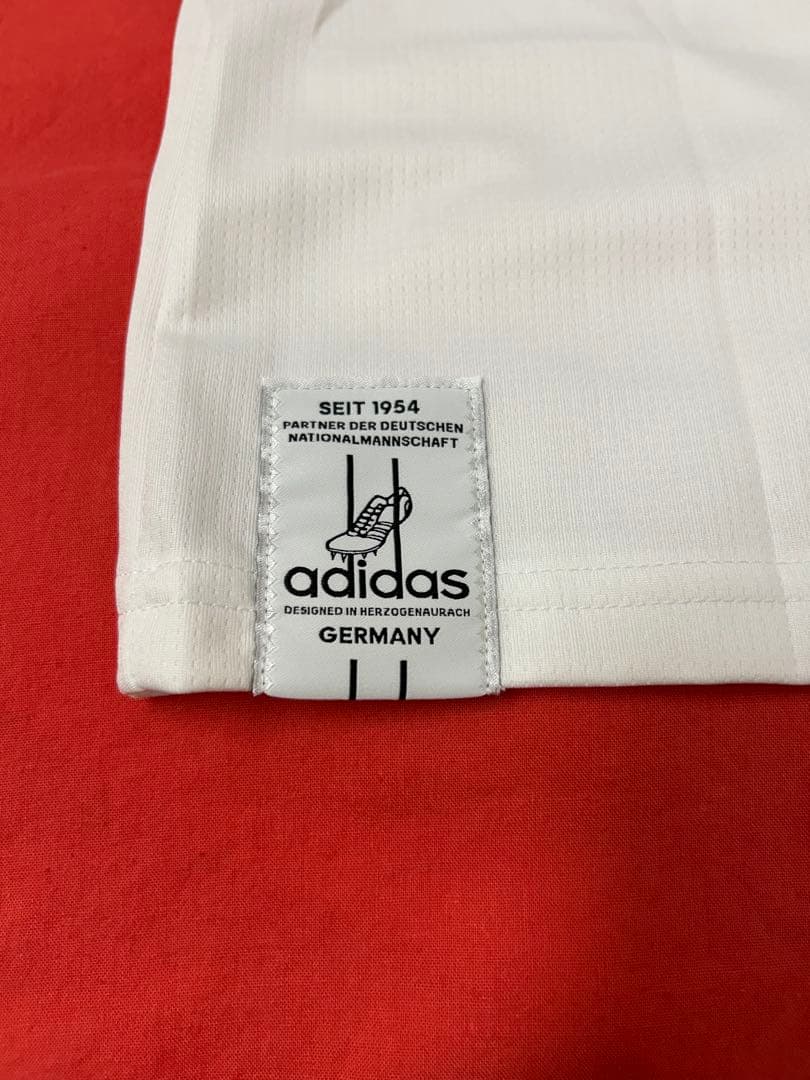 SEIT 1954
PARTNER DER DEUTSCHEN
NATIONALMANNSCHAFT
adidas
DESIGNED IN HERZOGENAURACH
GERMANY